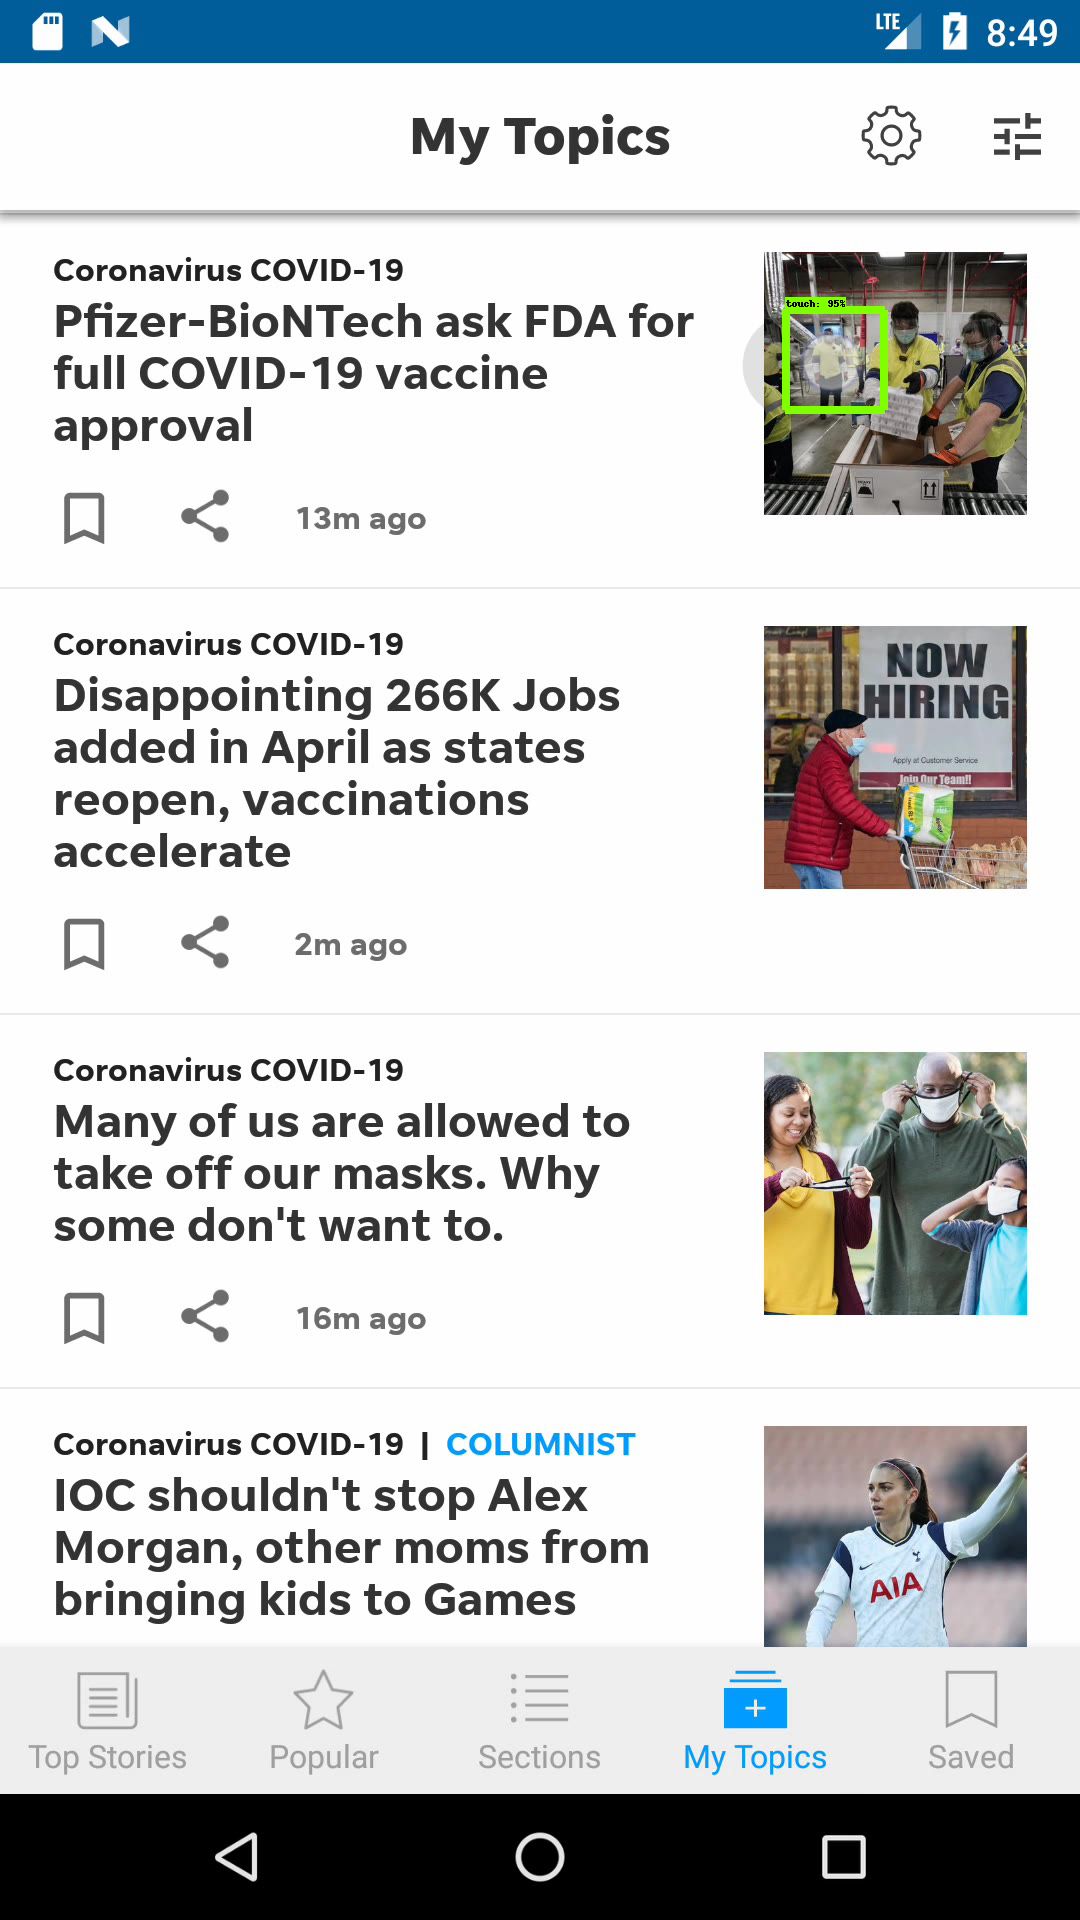 LTE 8:49
My Topics
Coronavirus COVID-19
Pfizer-BioNTech ask FDA for
full COVID-19 vaccine
approval
touch: 95%
13m ago
Coronavirus COVID-19
Disappointing 266K Jobs
added in April as states
reopen, vaccinations
accelerate
NOW
HIRING
Apply at Customer Service
Join Our Team!!
2m ago
Coronavirus COVID-19
Many of us are allowed to
take off our masks. Why
some don't want to.
16m ago
Coronavirus COVID-19 | COLUMNIST
IOC shouldn't stop Alex
Morgan, other moms from
bringing kids to Games
AIA
Top Stories
Popular
Sections
My Topics
Saved